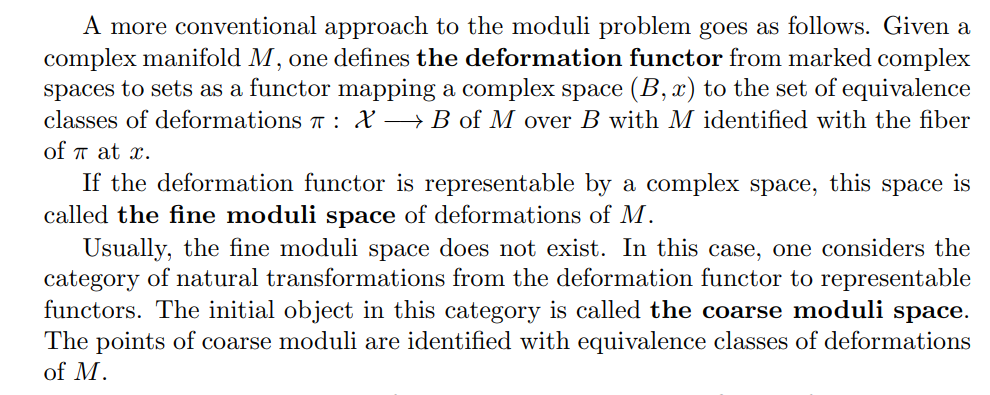 A more conventional approach to the moduli problem goes as follows. Given a
complex manifold M, one defines the deformation functor from marked complex
spaces to sets as a functor mapping a complex space (B, x) to the set of equivalence
classes of deformations π : 𝒳 ⟶ B of M over B with M identified with the fiber
of π at x.
If the deformation functor is representable by a complex space, this space is
called the fine moduli space of deformations of M.
Usually, the fine moduli space does not exist. In this case, one considers the
category of natural transformations from the deformation functor to representable
functors. The initial object in this category is called the coarse moduli space.
The points of coarse moduli are identified with equivalence classes of deformations
of M.